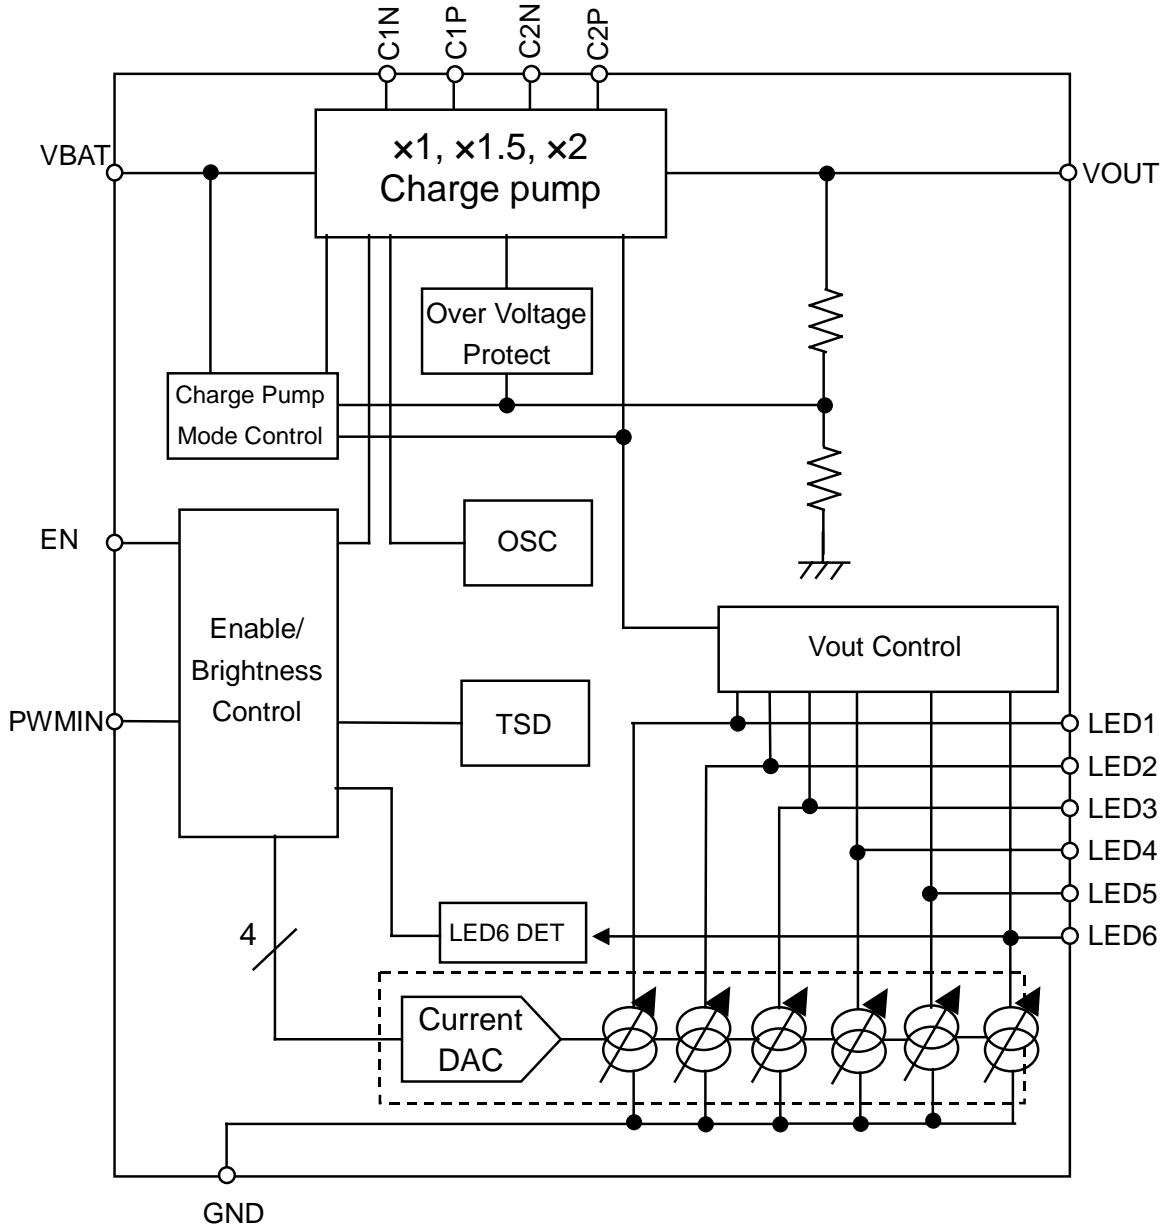 C1N
C1P
C2N
C2P
VBAT
×1, ×1.5, ×2
Charge pump
VOUT
Over Voltage
Protect
Charge Pump
Mode Control
EN
OSC
Enable/
Brightness
Control
Vout Control
PWMIN
TSD
LED1
LED2
LED3
LED4
LED5
LED6
4
LED6 DET
Current
DAC
GND